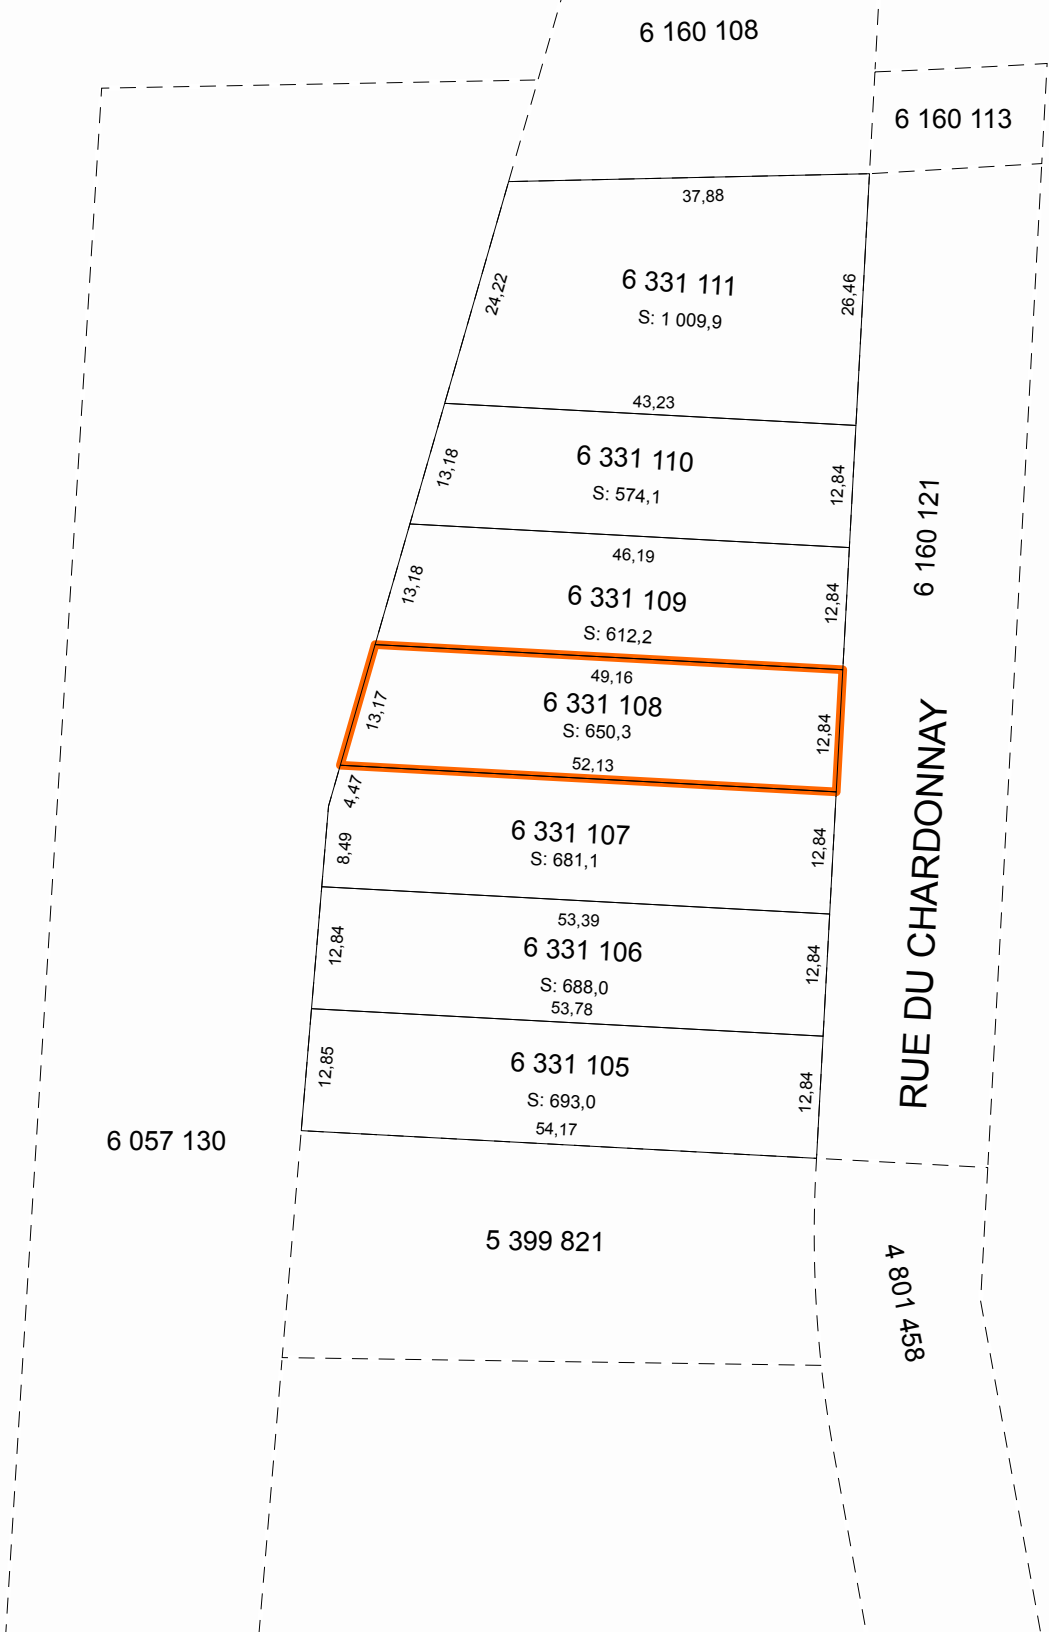 6 160 108
6 160 113
37,88
24,22
6 331 111
S: 1 009,9
26,46
43,23
13,18
6 331 110
S: 574,1
12,84
46,19
13,18
6 331 109
S: 612,2
12,84
6 160 121
49,16
13,17
6 331 108
S: 650,3
12,84
52,13
4,47
8,49
6 331 107
S: 681,1
12,84
RUE DU CHARDONNAY
53,39
12,84
6 331 106
S: 688,0
12,84
53,78
12,85
6 331 105
S: 693,0
12,84
54,17
6 057 130
5 399 821
4 801 458